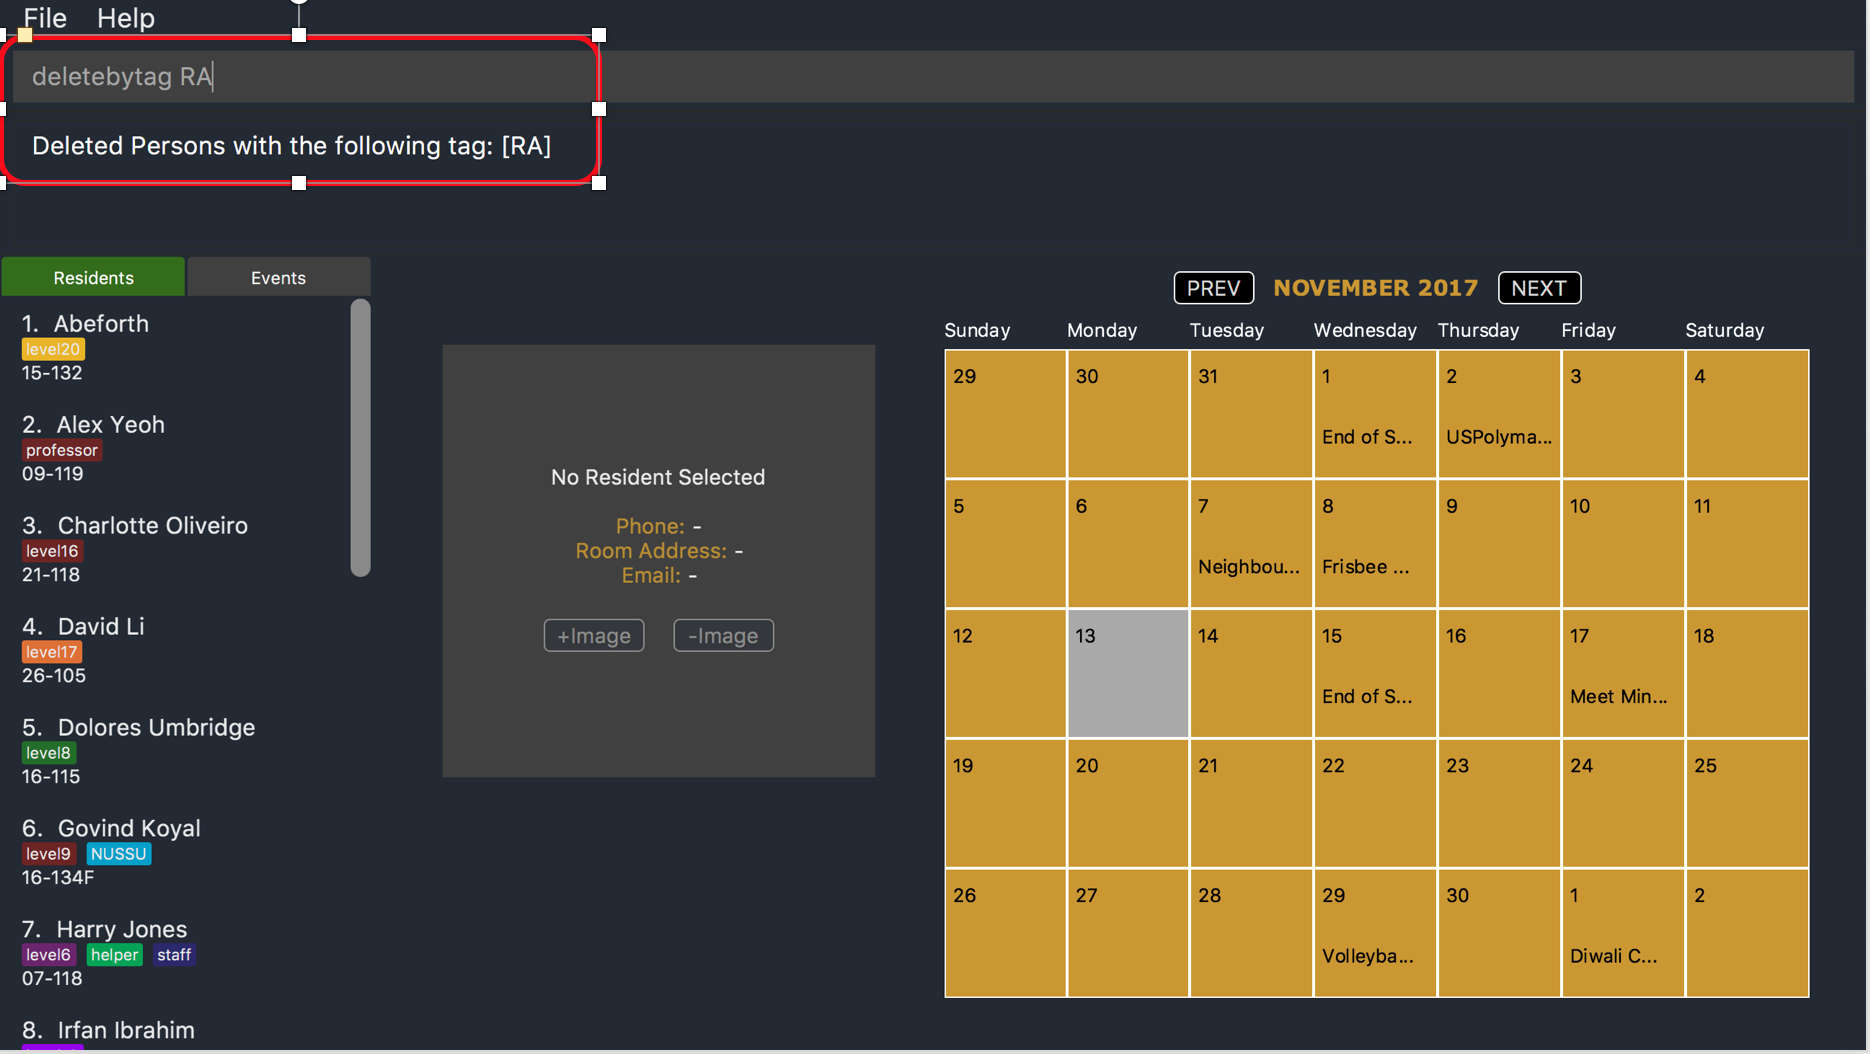 File Help
deletebytag RA
Deleted Persons with the following tag: [RA]
Residents Events
1. Abeforth
level20
15-132
2. Alex Yeoh
professor
09-119
3. Charlotte Oliveiro
level16
21-118
4. David Li
level17
26-105
5. Dolores Umbridge
level8
16-115
6. Govind Koyal
level9 NUSSU
16-134F
7. Harry Jones
level6 helper staff
07-118
8. Irfan Ibrahim
No Resident Selected
Phone: -
Room Address: -
Email: -
+Image -Image
PREV NOVEMBER 2017 NEXT
Sunday Monday Tuesday Wednesday Thursday Friday Saturday
29 30 31 1 2 3 4
End of S... USPolyma...
5 6 7 8 9 10 11
Neighbou... Frisbee ...
12 13 14 15 16 17 18
End of S... Meet Min...
19 20 21 22 23 24 25
26 27 28 29 30 1 2
Volleyba... Diwali C...